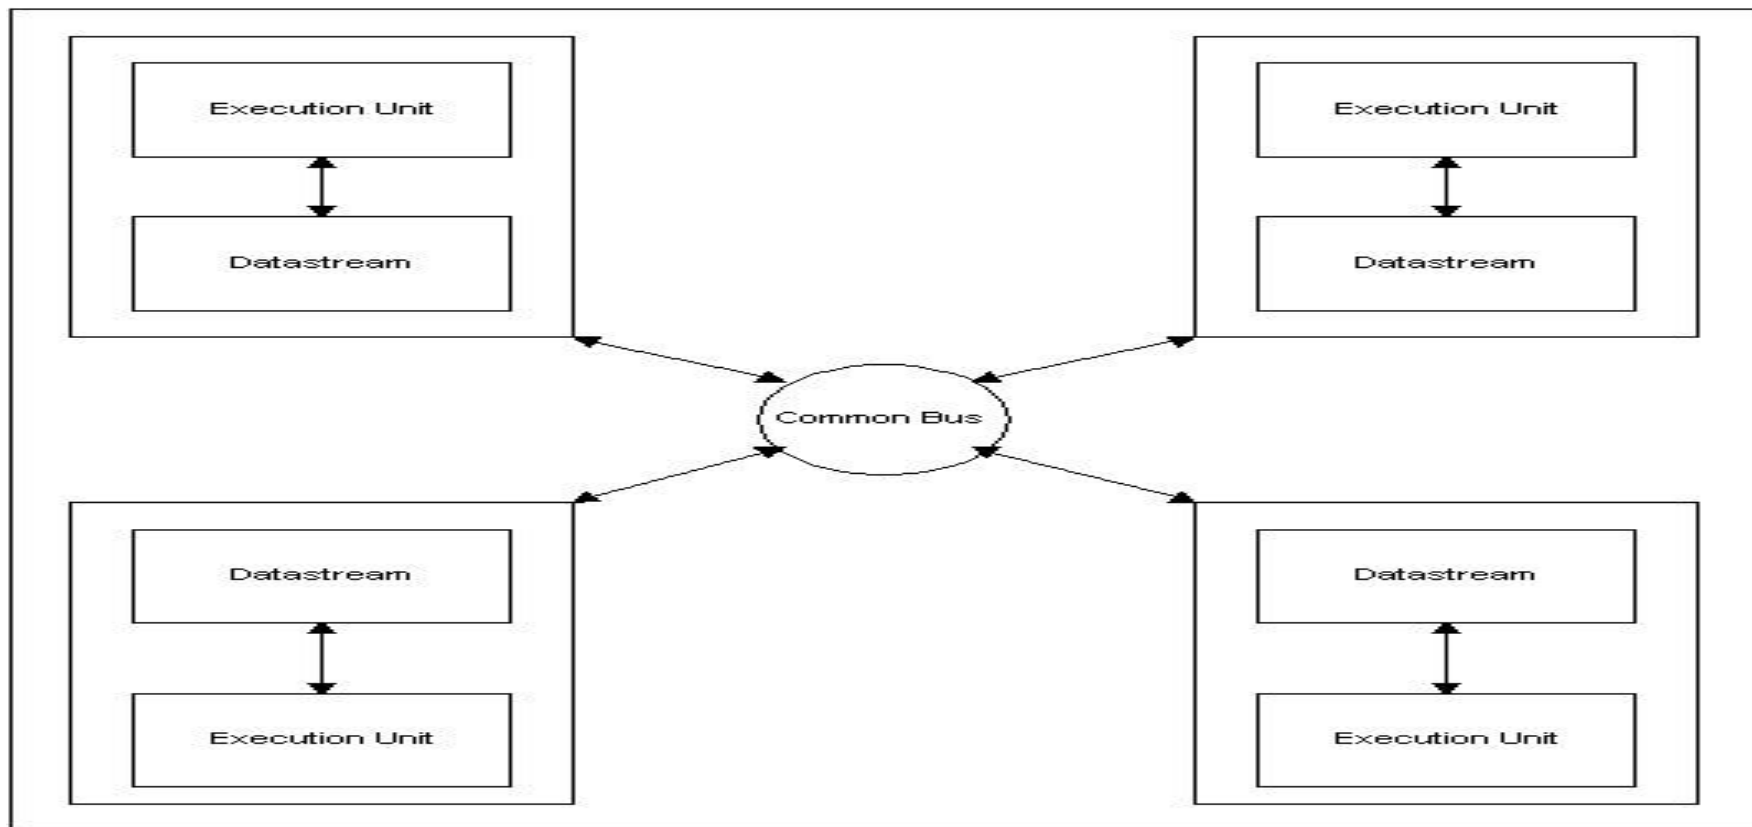 Execution Unit
Execution Unit
Datastream
Datastream
Common Bus
Datastream
Datastream
Execution Unit
Execution Unit